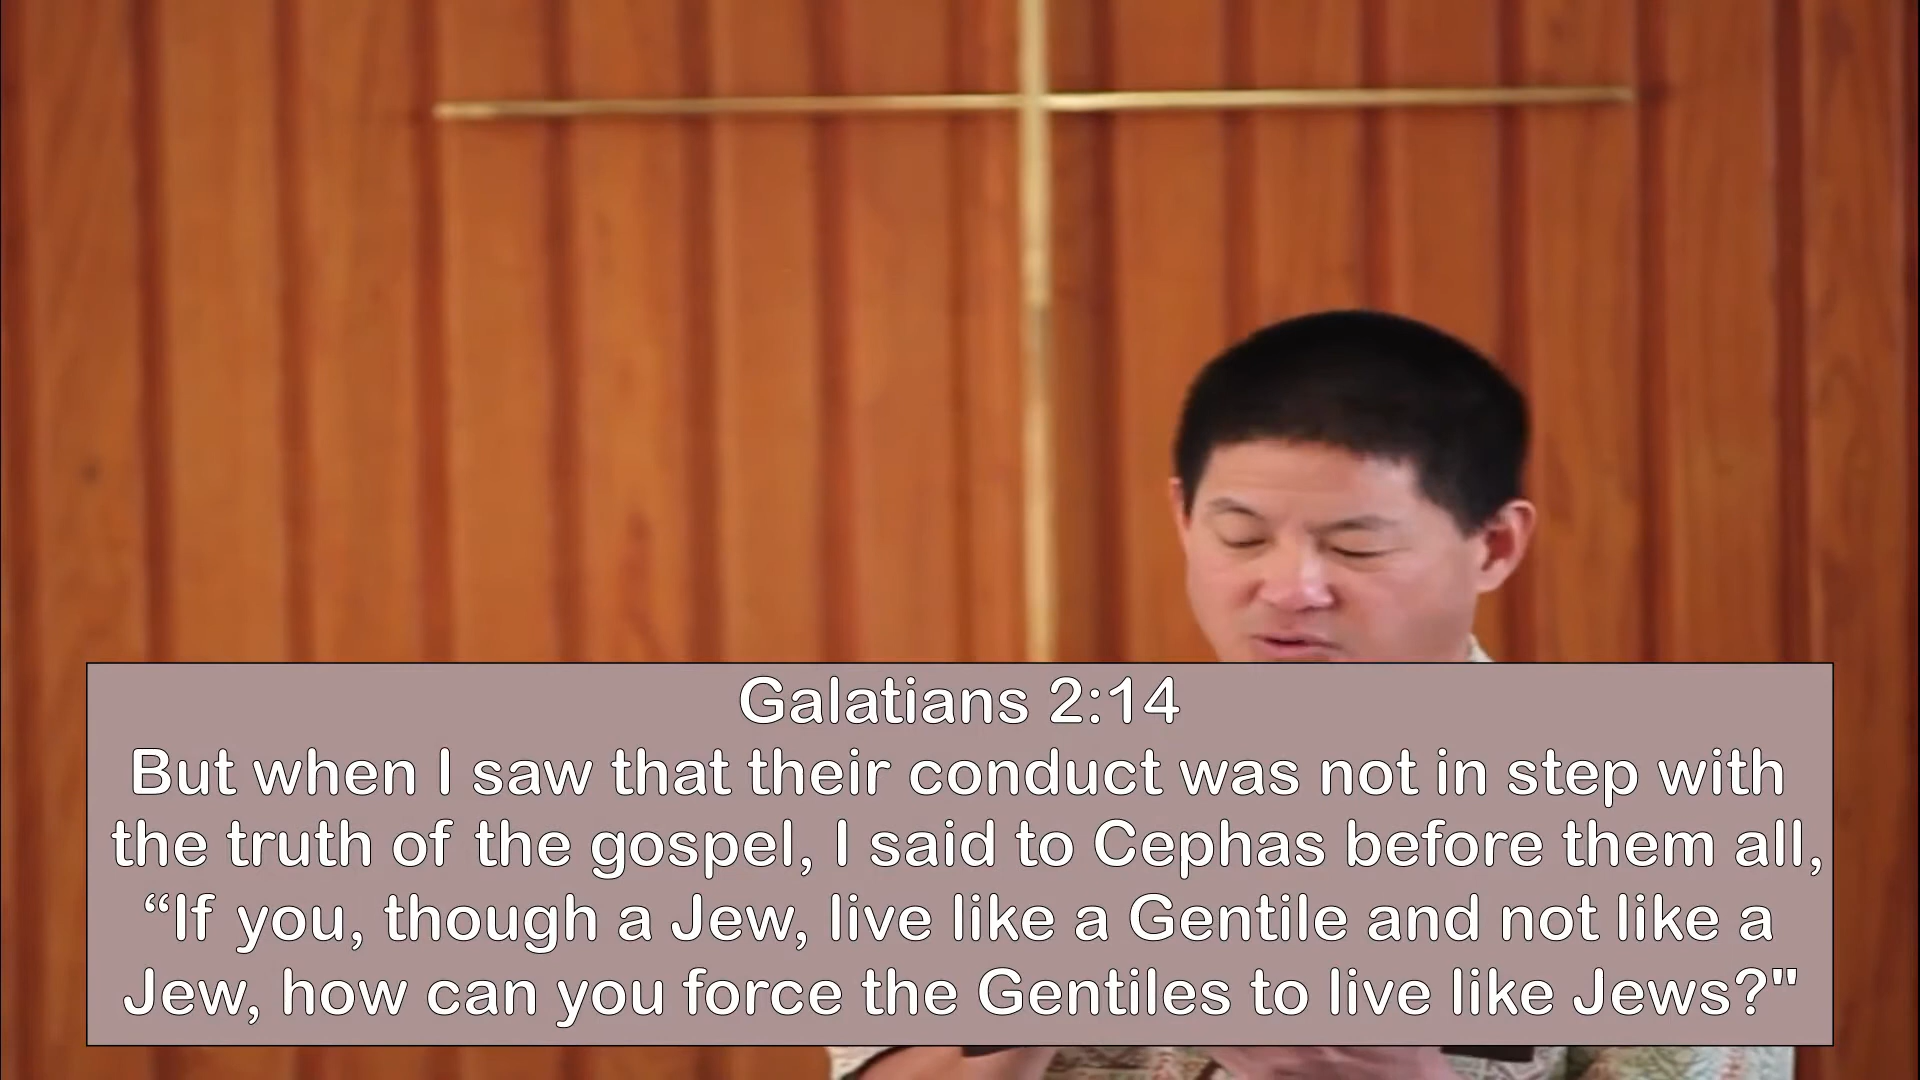 Galatians 2:14
But when I saw that their conduct was not in step with
the truth of the gospel, I said to Cephas before them all,
“If you, though a Jew, live like a Gentile and not like a
Jew, how can you force the Gentiles to live like Jews?"